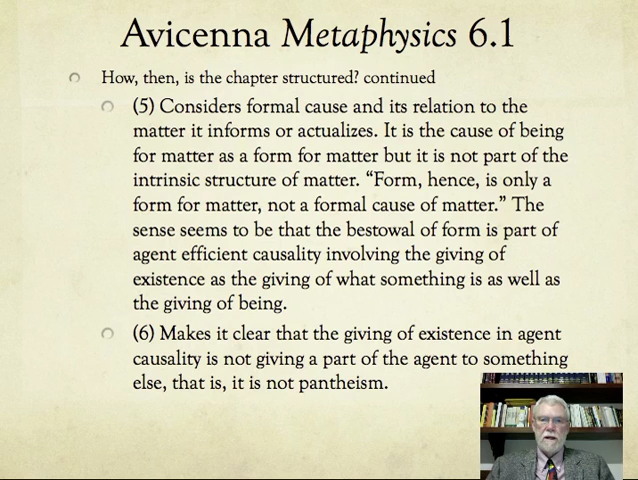 Avicenna Metaphysics 6.1
How, then, is the chapter structured? continued
(5) Considers formal cause and its relation to the
matter it informs or actualizes. It is the cause of being
for matter as a form for matter but it is not part of the
intrinsic structure of matter. “Form, hence, is only a
form for matter, not a formal cause of matter.” The
sense seems to be that the bestowal of form is part of
agent efficient causality involving the giving of
existence as the giving of what something is as well as
the giving of being.
(6) Makes it clear that the giving of existence in agent
causality is not giving a part of the agent to something
else, that is, it is not pantheism.